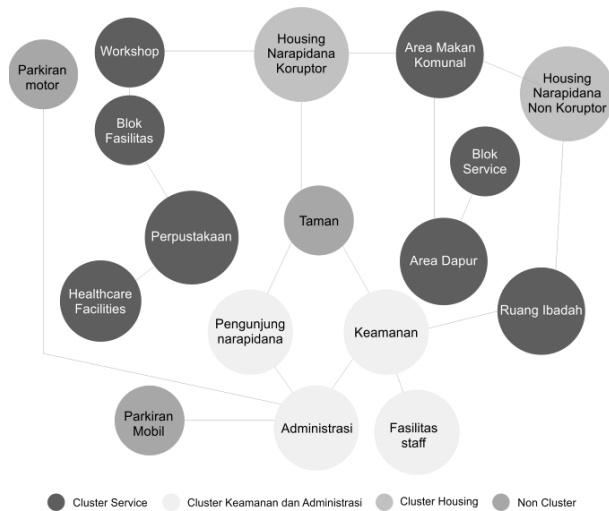 Workshop
Housing
Narapidana
Koruptor
Area Makan
Komunal
Parkiran
motor
Housing
Narapidana
Non Koruptor
Blok
Fasilitas
Blok
Service
Taman
Perpustakaan
Area Dapur
Healthcare
Facilities
Ruang Ibadah
Pengunjung
narapidana
Keamanan
Parkiran
Mobil
Administrasi
Fasilitas
staff
Cluster Service
Cluster Keamanan dan Administrasi
Cluster Housing
Non Cluster